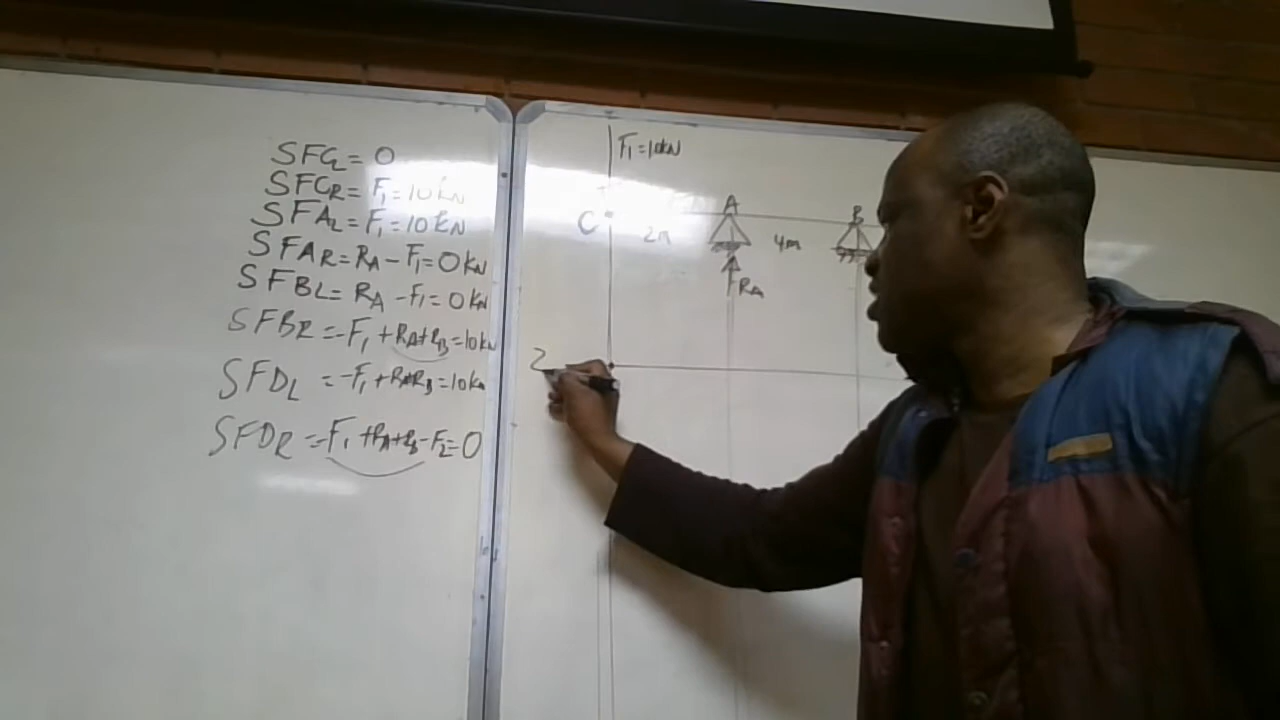 SFCL = 0
SFCR = F1 = 10kN
SFAL = F1 = 10kN
SFAR = RA - F1 = 0kN
SFBL = RA - F1 = 0kN
SFBR = -F1 + RA + RB = 10kN
SFDL = -F1 + RA + RB = 10kN
SFDR = -F1 + RA + RB - F2 = 0
F1 = 10kN
A
B
C
2m
4m
RA